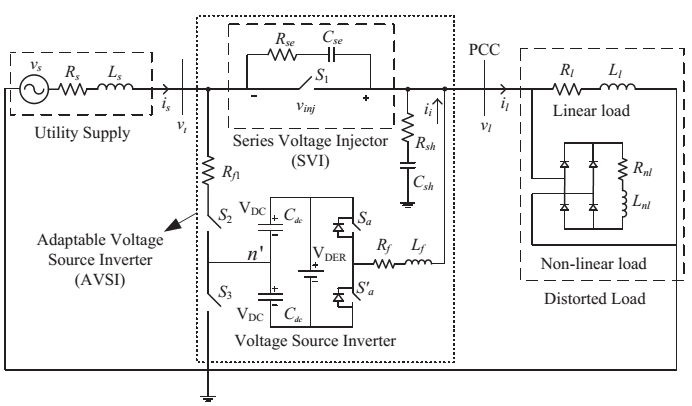 v_s
R_s
L_s
i_s
v_t
Utility Supply
R_se
C_se
S_1
v_inj
- +
Series Voltage Injector
(SVI)
R_sh
C_sh
i_i
PCC
v_l
i_l
R_l
L_l
Linear load
R_nl
L_nl
Non-linear load
Distorted Load
R_f1
S_2
S_3
n'
Adaptable Voltage
Source Inverter
(AVSI)
V_DC
C_dc
V_DC
C_dc
V_DER
S_a
S'_a
R_f
L_f
Voltage Source Inverter